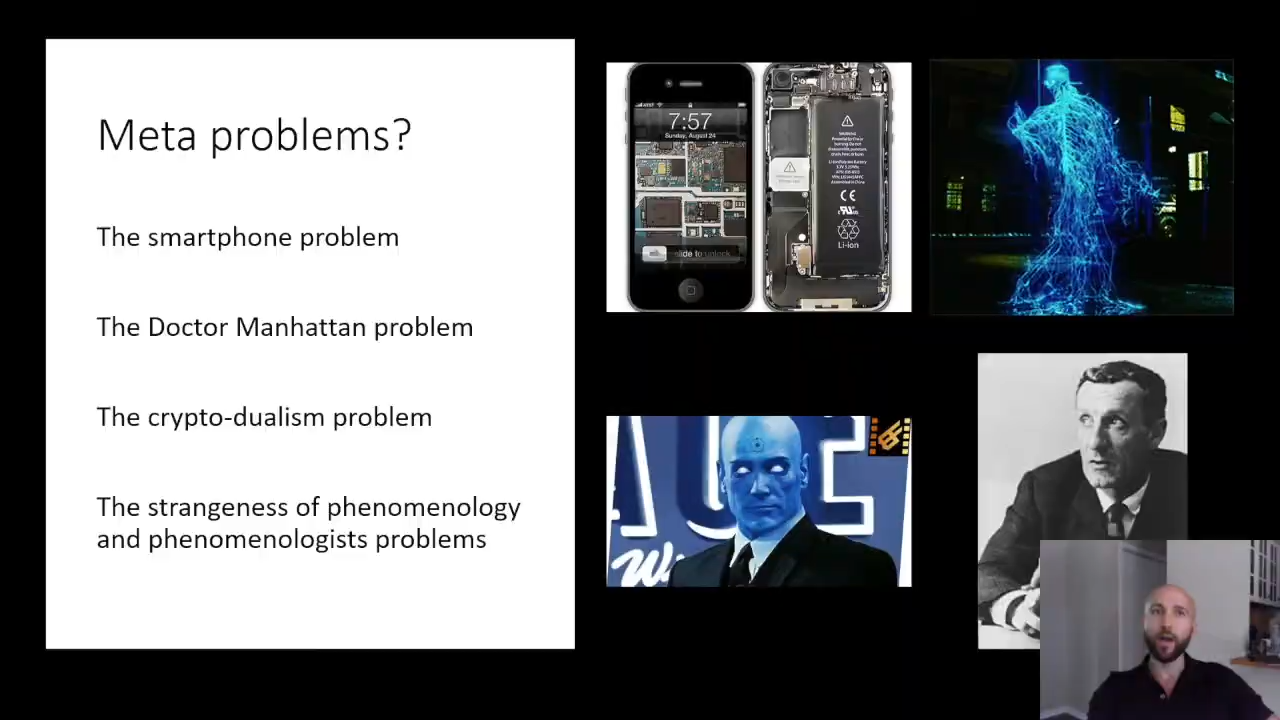 Meta problems?
The smartphone problem
The Doctor Manhattan problem
The crypto-dualism problem
The strangeness of phenomenology
and phenomenologists problems
7:57
Sunday, August 24
slide to unlock
Li-ion